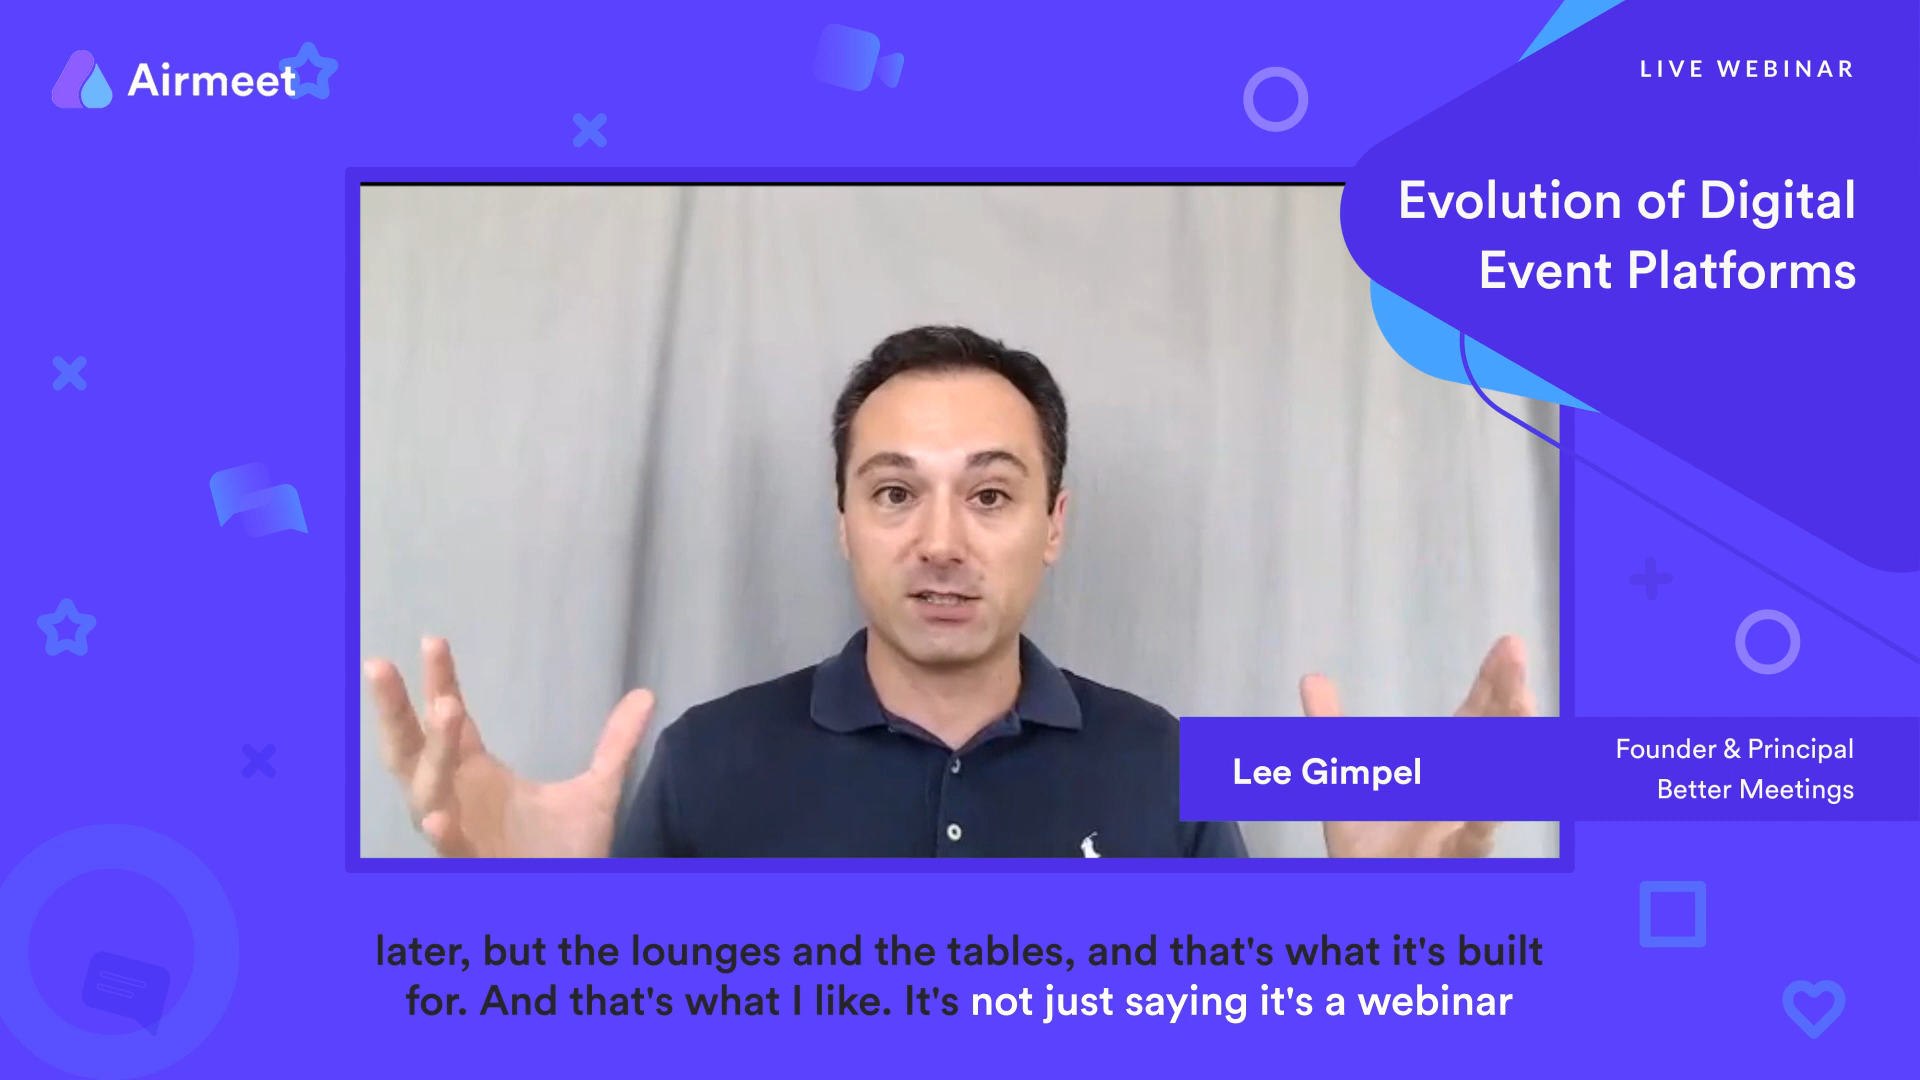 Airmeet
LIVE WEBINAR
Evolution of Digital
Event Platforms
Lee Gimpel
Founder & Principal
Better Meetings
later, but the lounges and the tables, and that's what it's built
for. And that's what I like. It's not just saying it's a webinar